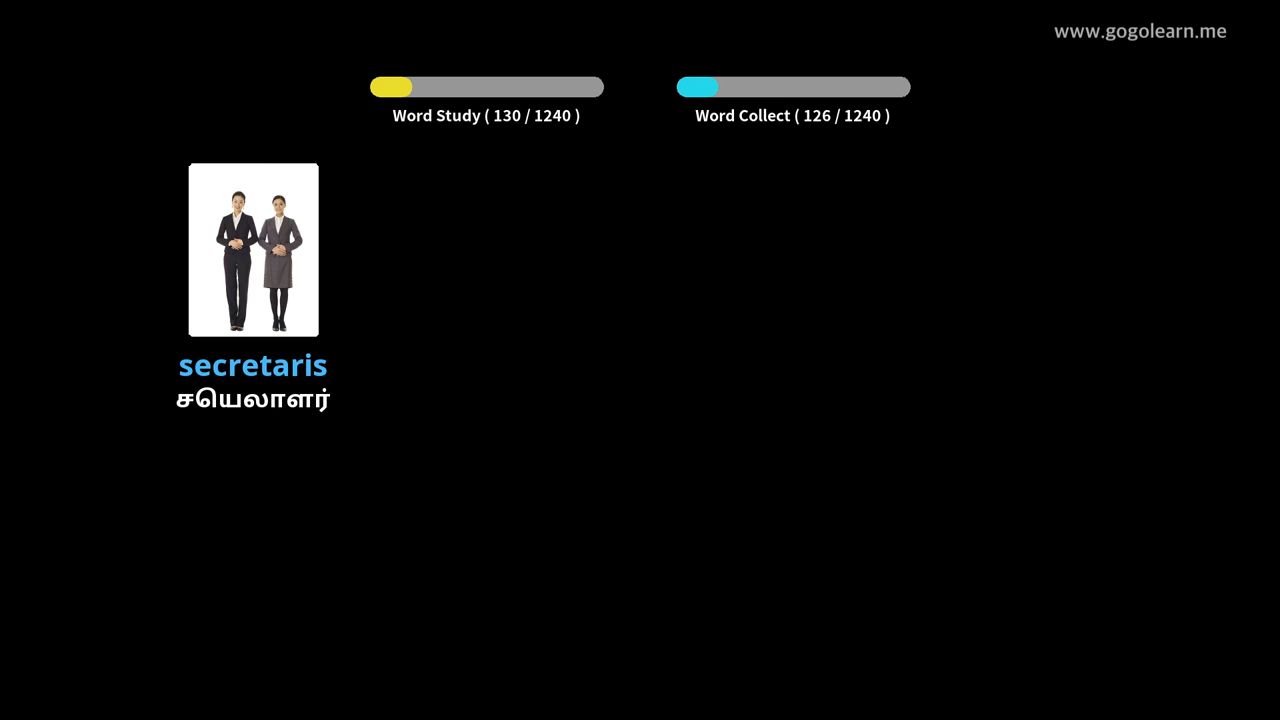 www.gogolearn.me
Word Study ( 130 / 1240 )
Word Collect ( 126 / 1240 )
secretaris
சயெலாளர்